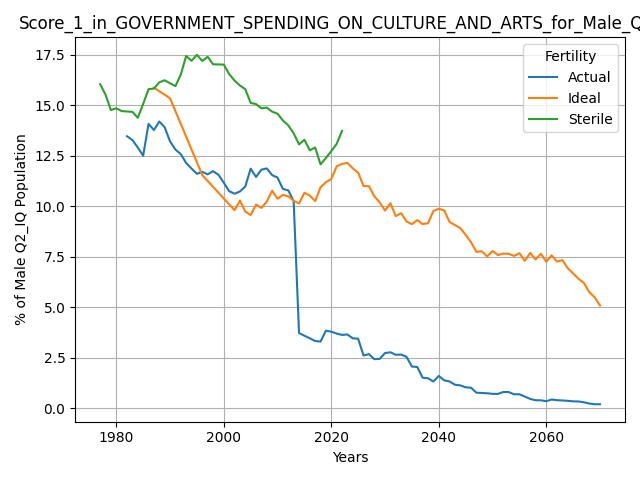 Score_1_in_GOVERNMENT_SPENDING_ON_CULTURE_AND_ARTS_for_Male_Q
Fertility
Actual
Ideal
Sterile
% of Male Q2_IQ Population
17.5
15.0
12.5
10.0
7.5
5.0
2.5
0.0
1980
2000
2020
2040
2060
Years